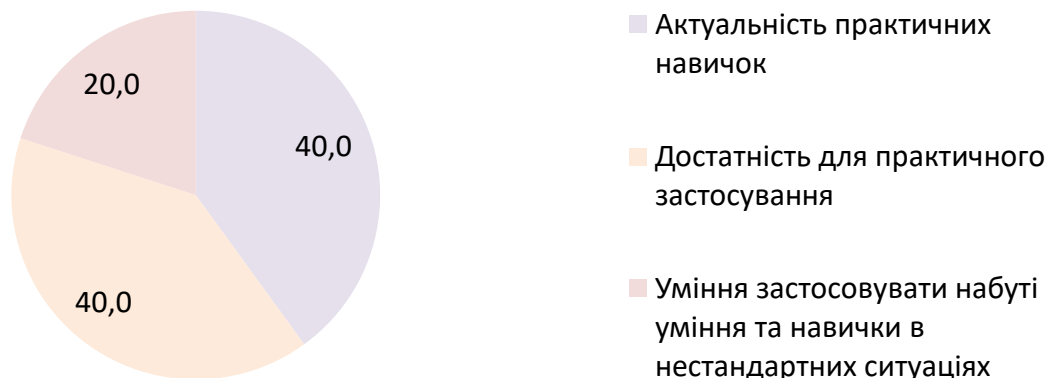 20,0
40,0
40,0
Актуальність практичних
навичок
Достатність для практичного
застосування
Уміння застосовувати набуті
уміння та навички в
нестандартних ситуаціях